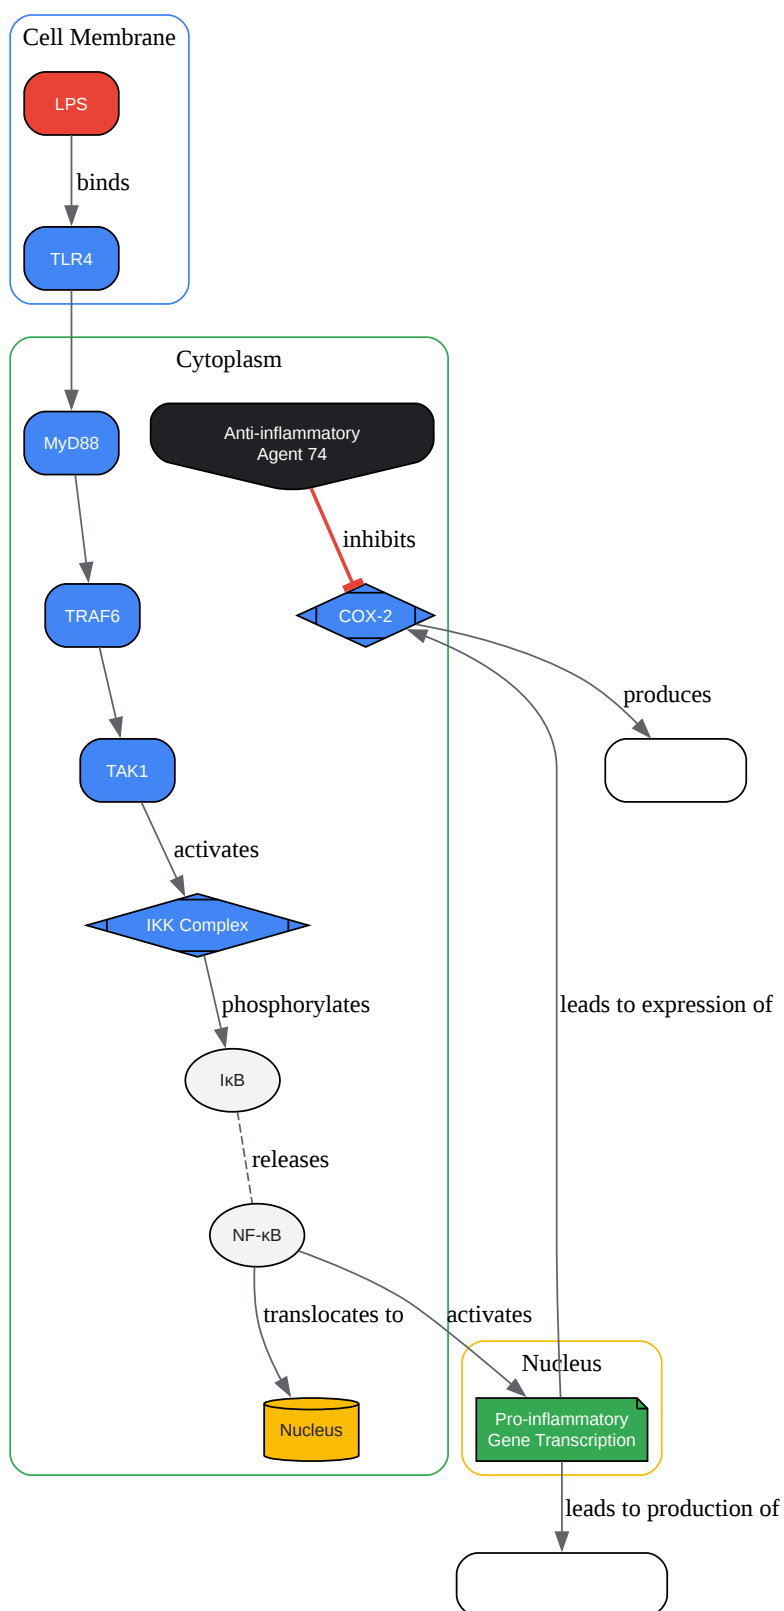 Cell Membrane
LPS
binds
TLR4
Cytoplasm
MyD88
Anti-inflammatory
Agent 74
inhibits
TRAF6
COX-2
produces
TAK1
activates
IKK Complex
phosphorylates
leads to expression of
IκB
releases
NF-κB
translocates to
activates
Nucleus
Nucleus
Pro-inflammatory
Gene Transcription
leads to production of